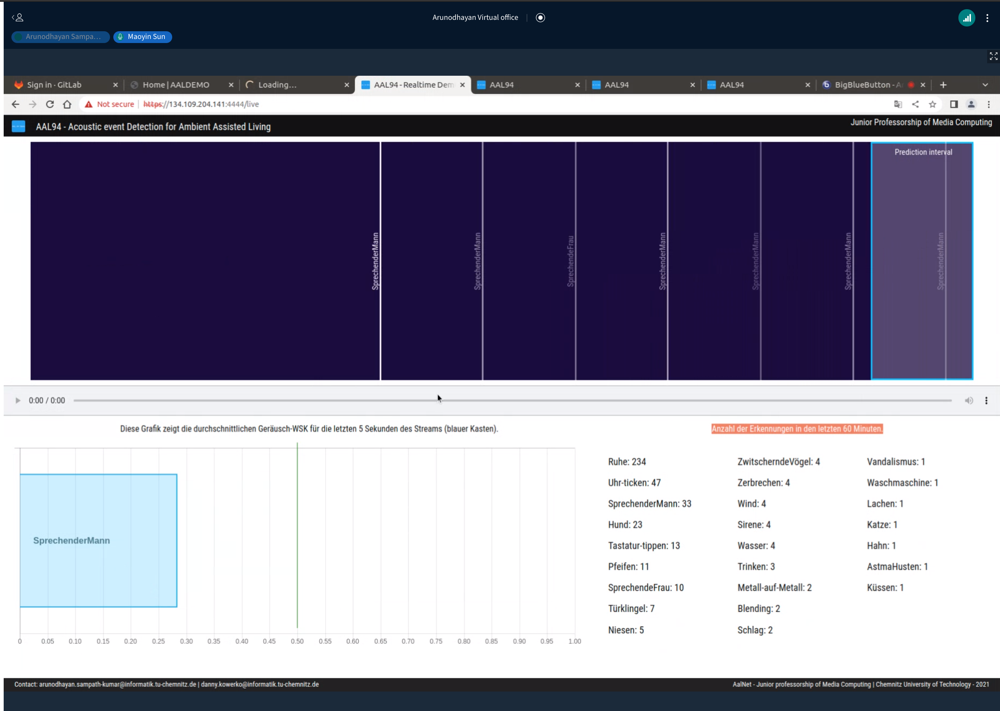 Arunodhayan Virtual office
Arunodhayan Sampa...
Maoyin Sun
Sign in · GitLab
Home | AALDEMO
Loading...
AAL94 - Realtime Dem
AAL94
AAL94
AAL94
BigBlueButton - A
Not secure
https://134.109.204.141:4444/live
AAL94 - Acoustic event Detection for Ambient Assisted Living
Junior Professorship of Media Computing
Prediction interval
SprechenderMann
SprechenderMann
SprechendeFrau
SprechenderMann
SprechenderMann
SprechenderMann
SprechenderMann
0:00 / 0:00
Diese Grafik zeigt die durchschnittlichen Geräusch-WSK für die letzten 5 Sekunden des Streams (blauer Kasten).
SprechenderMann
0 0.05 0.10 0.15 0.20 0.25 0.30 0.35 0.40 0.45 0.50 0.55 0.60 0.65 0.70 0.75 0.80 0.85 0.90 0.95 1.00
Anzahl der Erkennungen in den letzten 60 Minuten.
Ruhe: 234
Uhr-ticken: 47
SprechenderMann: 33
Hund: 23
Tastatur-tippen: 13
Pfeifen: 11
SprechendeFrau: 10
Türklingel: 7
Niesen: 5
ZwitscherndeVögel: 4
Zerbrechen: 4
Wind: 4
Sirene: 4
Wasser: 4
Trinken: 3
Metall-auf-Metall: 2
Blending: 2
Schlag: 2
Vandalismus: 1
Waschmaschine: 1
Lachen: 1
Katze: 1
Hahn: 1
AstmaHusten: 1
Küssen: 1
Contact: arunodhayan.sampath-kumar@informatik.tu-chemnitz.de | danny.kowerko@informatik.tu-chemnitz.de
AalNet - Junior professorship of Media Computing | Chemnitz University of Technology - 2021